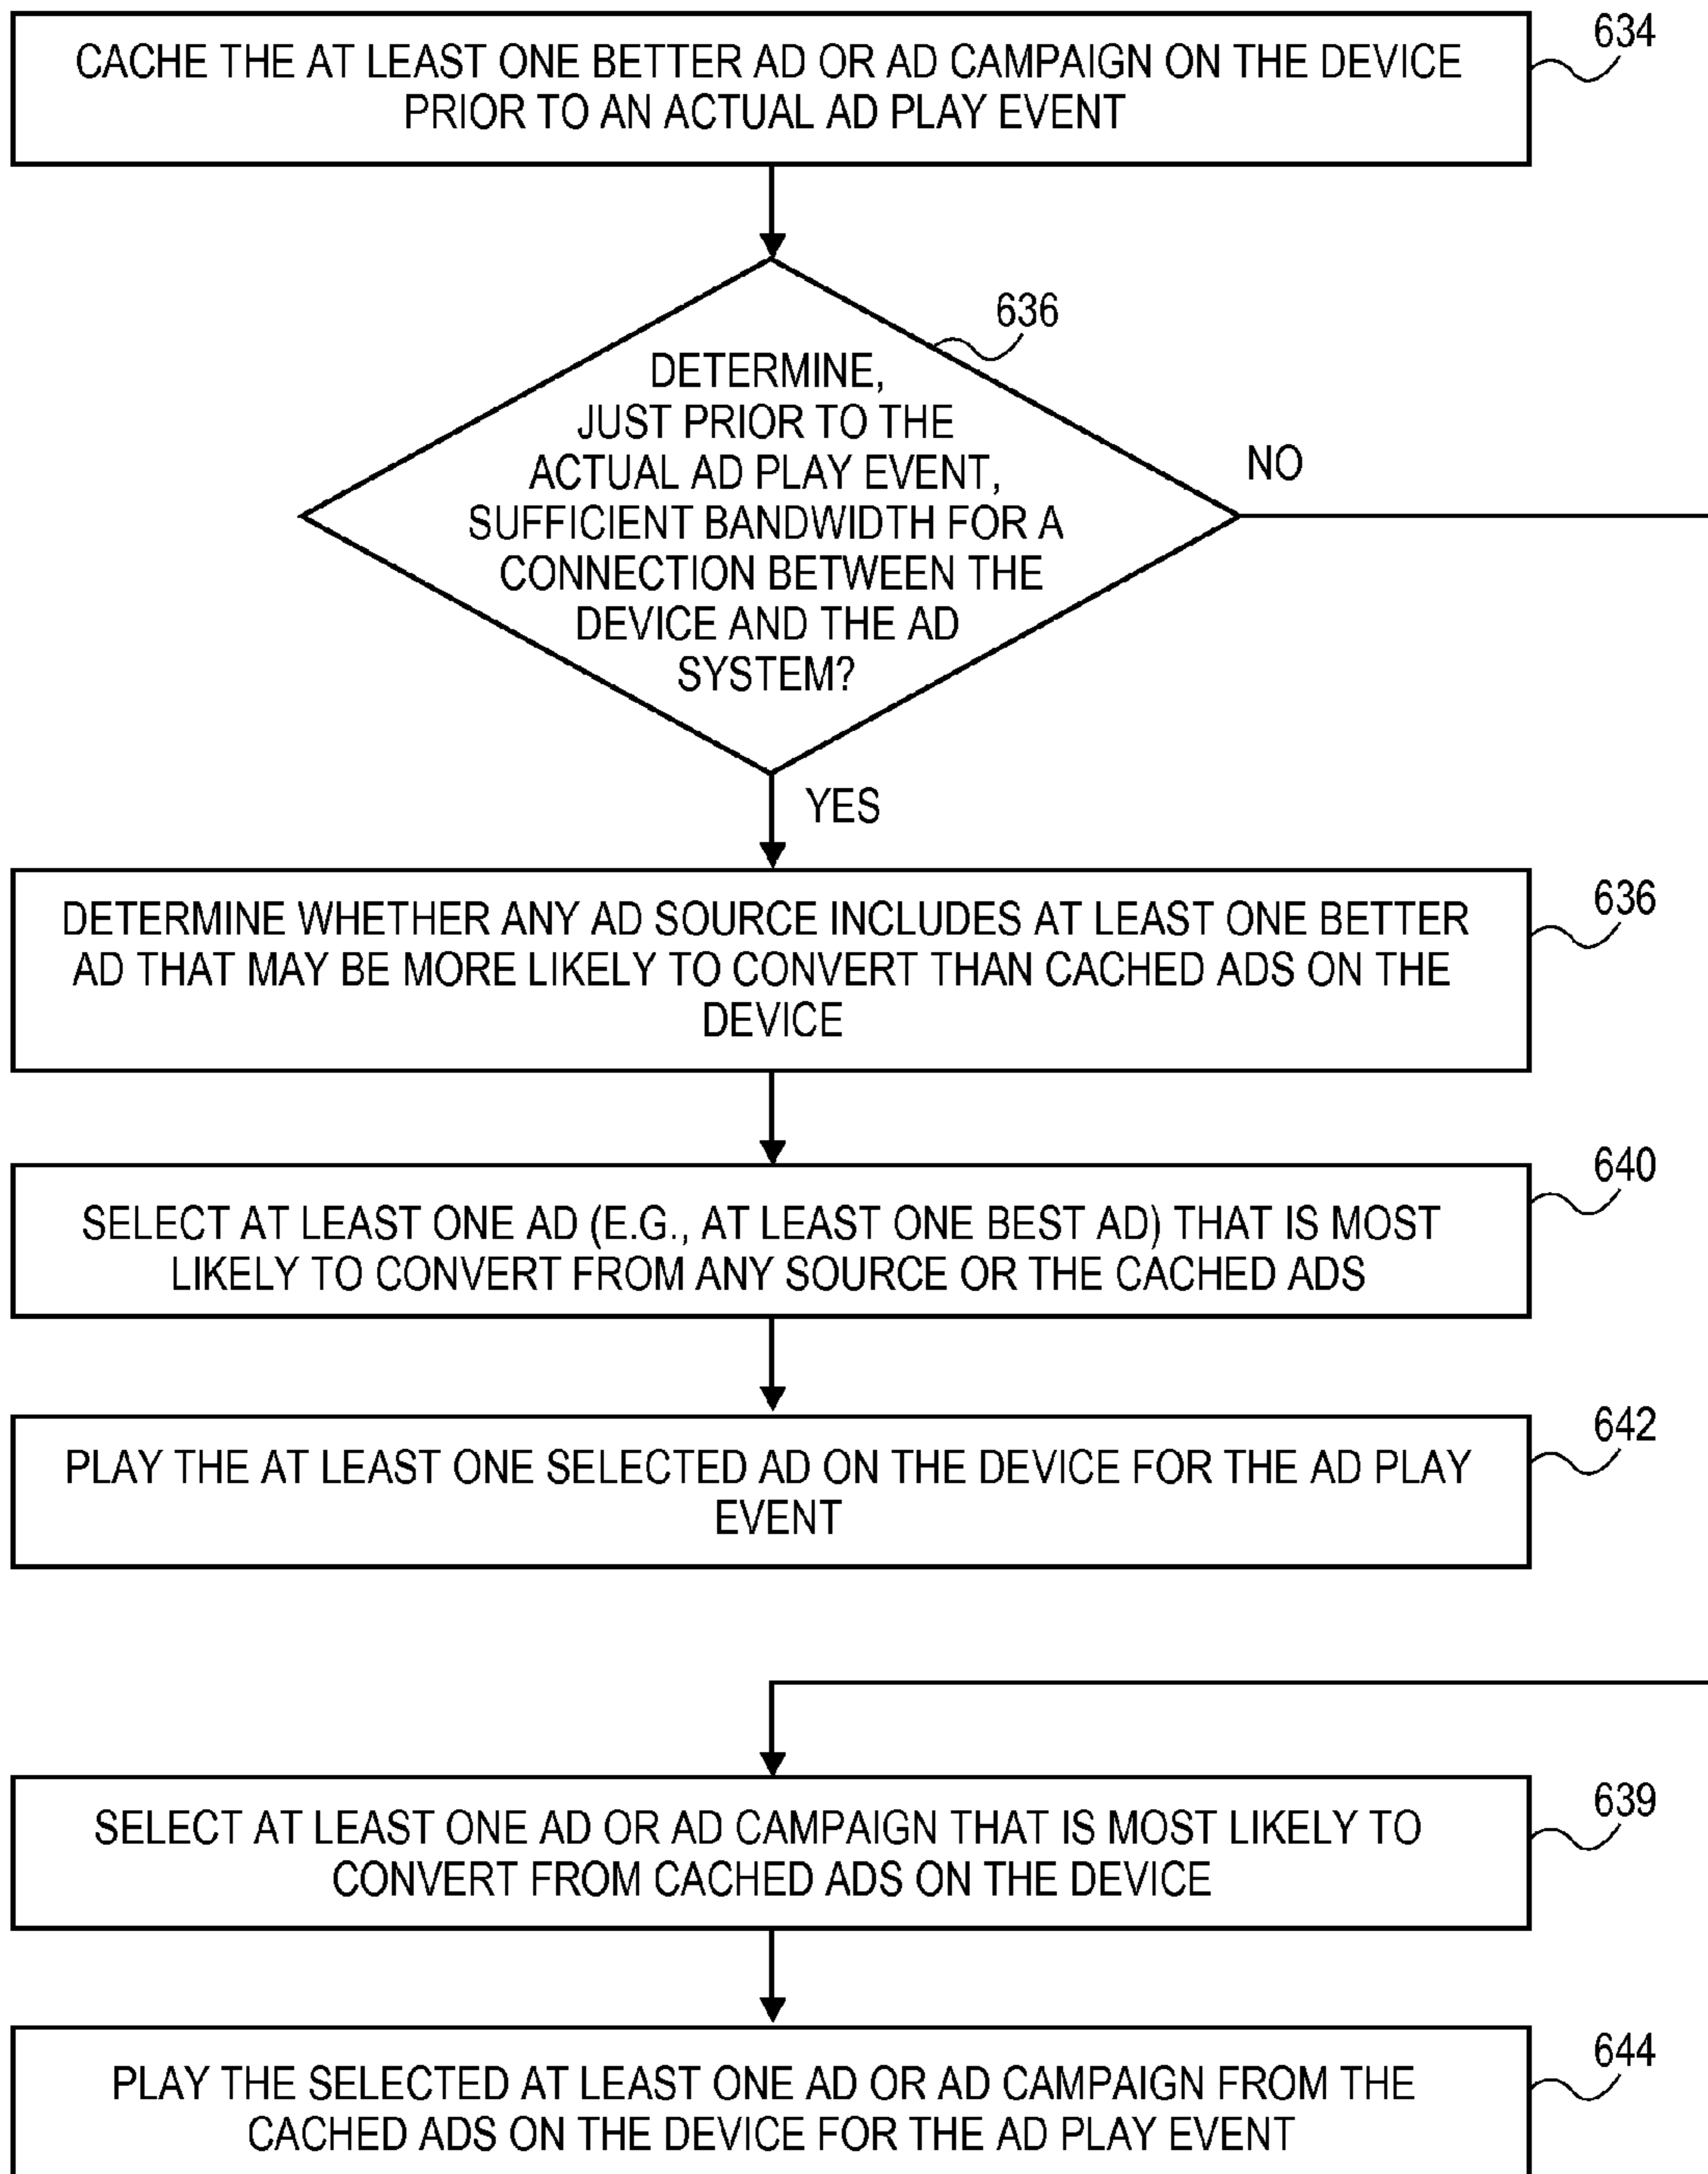 CACHE THE AT LEAST ONE BETTER AD OR AD CAMPAIGN ON THE DEVICE
PRIOR TO AN ACTUAL AD PLAY EVENT
634
636
DETERMINE,
JUST PRIOR TO THE
ACTUAL AD PLAY EVENT,
SUFFICIENT BANDWIDTH FOR A
CONNECTION BETWEEN THE
DEVICE AND THE AD
SYSTEM?
NO
YES
DETERMINE WHETHER ANY AD SOURCE INCLUDES AT LEAST ONE BETTER
AD THAT MAY BE MORE LIKELY TO CONVERT THAN CACHED ADS ON THE
DEVICE
636
SELECT AT LEAST ONE AD (E.G., AT LEAST ONE BEST AD) THAT IS MOST
LIKELY TO CONVERT FROM ANY SOURCE OR THE CACHED ADS
640
PLAY THE AT LEAST ONE SELECTED AD ON THE DEVICE FOR THE AD PLAY
EVENT
642
SELECT AT LEAST ONE AD OR AD CAMPAIGN THAT IS MOST LIKELY TO
CONVERT FROM CACHED ADS ON THE DEVICE
639
PLAY THE SELECTED AT LEAST ONE AD OR AD CAMPAIGN FROM THE
CACHED ADS ON THE DEVICE FOR THE AD PLAY EVENT
644